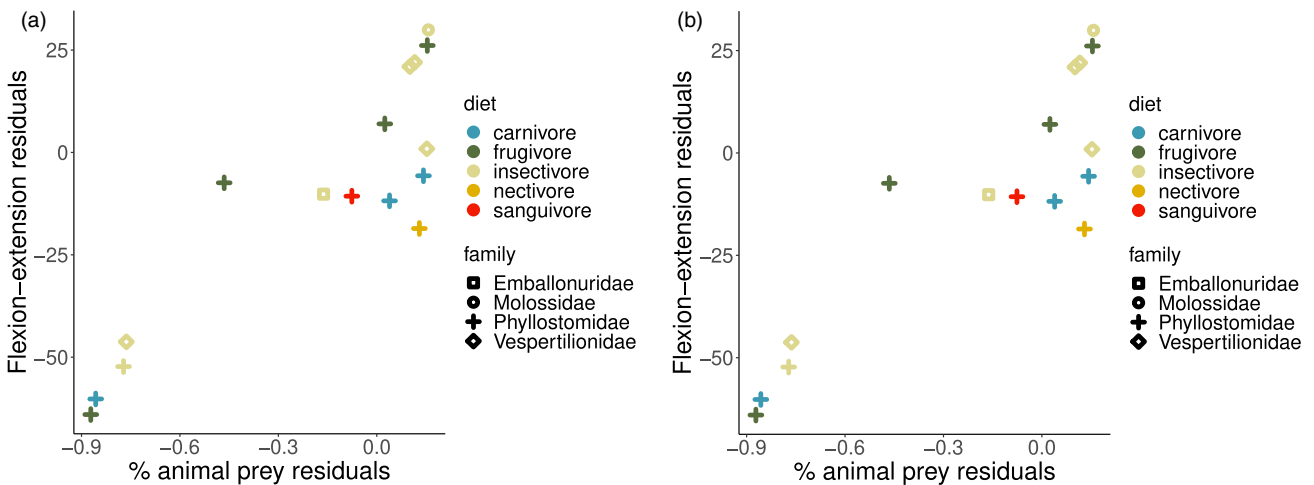 (a)
Flexion−extension residuals
25
0
−25
−50
−0.9
−0.6
−0.3
0.0
% animal prey residuals
diet
carnivore
frugivore
insectivore
nectivore
sanguivore
family
Emballonuridae
Molossidae
Phyllostomidae
Vespertilionidae
(b)
Flexion−extension residuals
25
0
−25
−50
−0.9
−0.6
−0.3
0.0
% animal prey residuals
diet
carnivore
frugivore
insectivore
nectivore
sanguivore
family
Emballonuridae
Molossidae
Phyllostomidae
Vespertilionidae